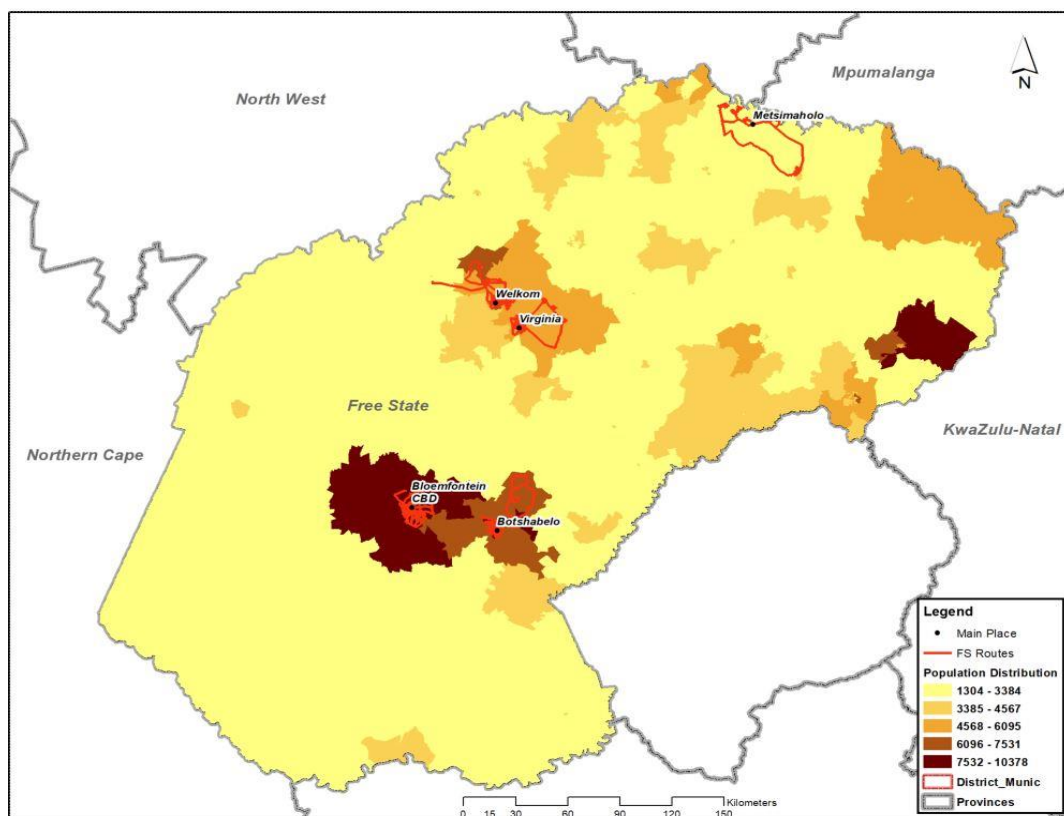 Mpumalanga
North West
N
Metsimaholo
Welkom
Virginia
Free State
KwaZulu-Natal
Northern Cape
Bloemfontein
CBD
Botshabelo
Legend
Main Place
FS Routes
Population Distribution
1304 - 3384
3385 - 4567
4568 - 6095
6096 - 7531
7532 - 10378
District_Munic
Provinces
Kilometers
0 15 30 60 90 120 150